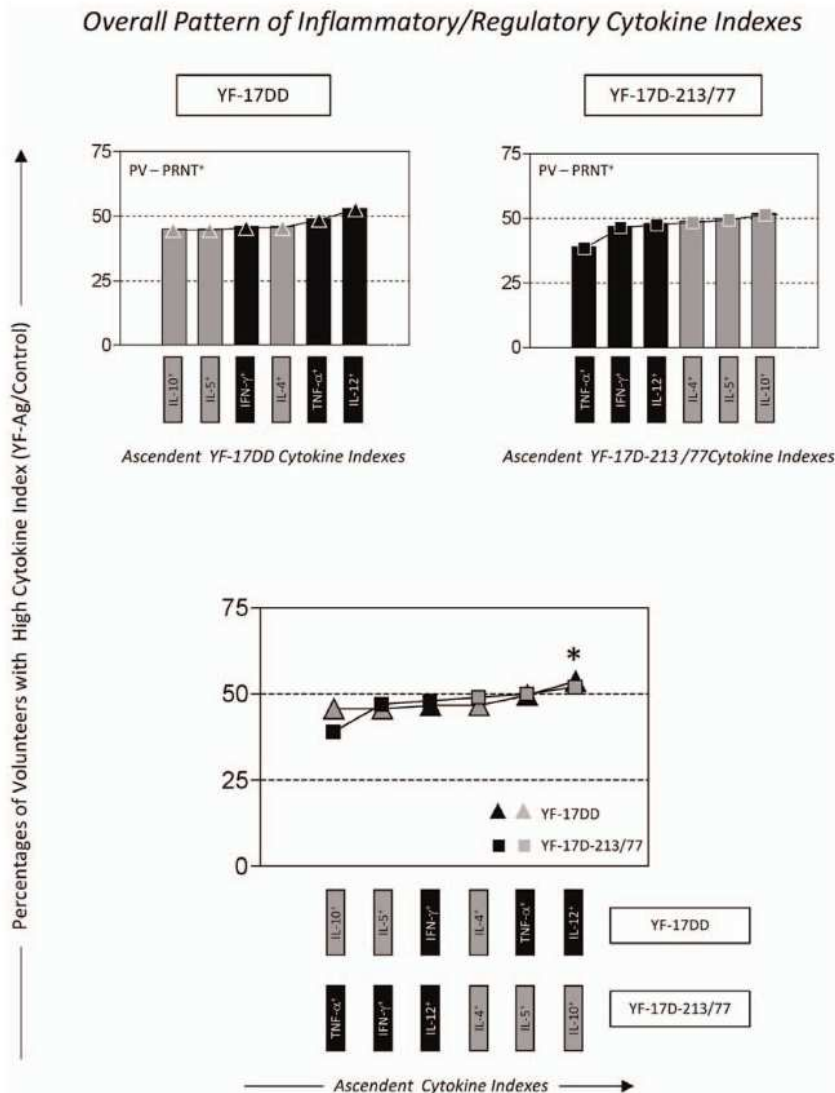 Overall Pattern of Inflammatory/Regulatory Cytokine Indexes
YF-17DD
YF-17D-213/77
Percentages of Volunteers with High Cytokine Index (YF-Ag/Control)
75
50
25
0
PV – PRNT⁺
IL-10⁺
IL-5⁺
IFN-γ⁺
IL-4⁺
TNF-α⁺
IL-12⁺
Ascendent YF-17DD Cytokine Indexes
75
50
25
0
PV – PRNT⁺
TNF-α⁺
IFN-γ⁺
IL-12⁺
IL-4⁺
IL-5⁺
IL-10⁺
Ascendent YF-17D-213 /77Cytokine Indexes
75
50
25
0
*
YF-17DD
YF-17D-213/77
IL-10⁺
IL-5⁺
IFN-γ⁺
IL-4⁺
TNF-α⁺
IL-12⁺
YF-17DD
TNF-α⁺
IFN-γ⁺
IL-12⁺
IL-4⁺
IL-5⁺
IL-10⁺
YF-17D-213/77
Ascendent Cytokine Indexes